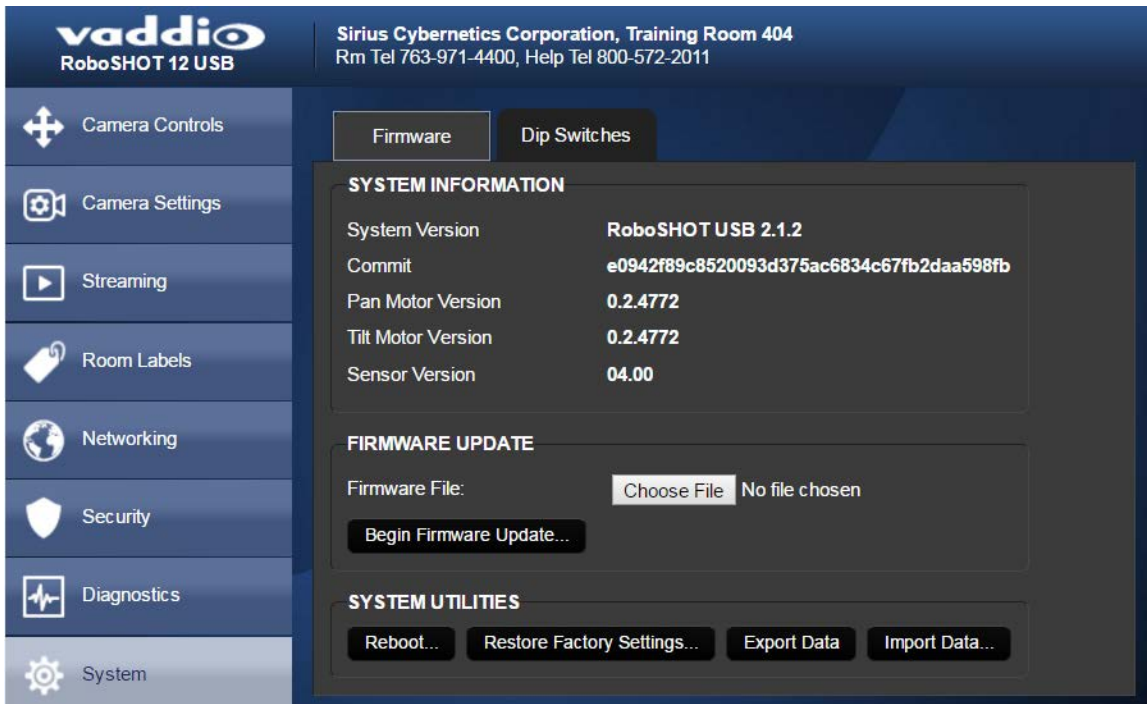 vaddio
RoboSHOT 12 USB
Sirius Cybernetics Corporation, Training Room 404
Rm Tel 763-971-4400, Help Tel 800-572-2011
Camera Controls
Camera Settings
Streaming
Room Labels
Networking
Security
Diagnostics
System
Firmware
Dip Switches
SYSTEM INFORMATION
System Version RoboSHOT USB 2.1.2
Commit e0942f89c8520093d375ac6834c67fb2daa598fb
Pan Motor Version 0.2.4772
Tilt Motor Version 0.2.4772
Sensor Version 04.00
FIRMWARE UPDATE
Firmware File: Choose File No file chosen
Begin Firmware Update...
SYSTEM UTILITIES
Reboot... Restore Factory Settings... Export Data Import Data...